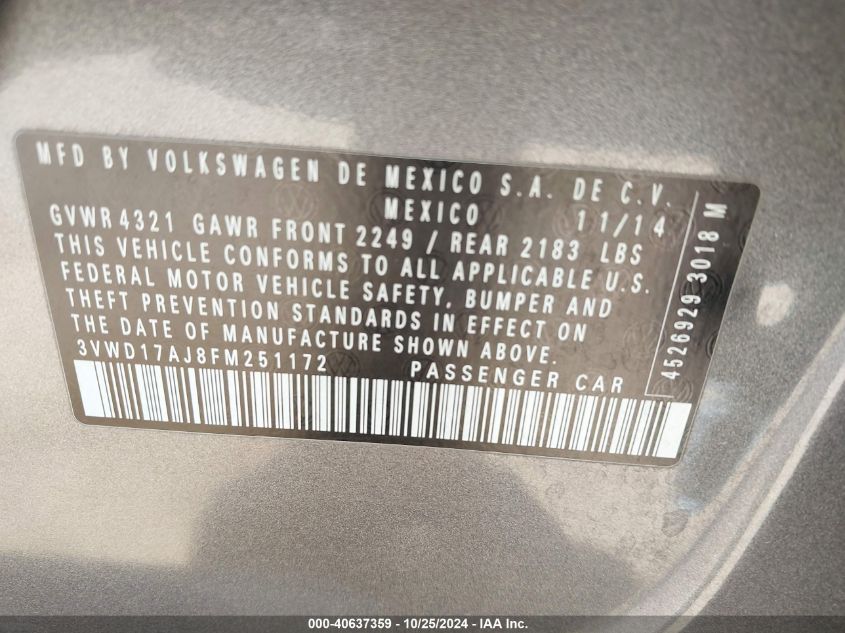 MFD BY VOLKSWAGEN DE MEXICO S.A. DE C.V.
MEXICO 11/14
GVWR 4321 GAWR FRONT 2249 / REAR 2183 LBS
THIS VEHICLE CONFORMS TO ALL APPLICABLE U.S.
FEDERAL MOTOR VEHICLE SAFETY, BUMPER AND
THEFT PREVENTION STANDARDS IN EFFECT ON
THE DATE OF MANUFACTURE SHOWN ABOVE.
3VWD17AJ8FM251172 PASSENGER CAR
4526929 3018 M
000-40637359 - 10/25/2024 - IAA Inc.